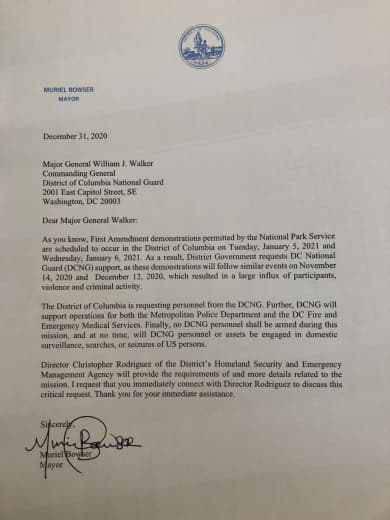 MURIEL BOWSER
MAYOR
December 31, 2020
Major General William J. Walker
Commanding General
District of Columbia National Guard
2001 East Capitol Street, SE
Washington, DC 20003
Dear Major General Walker:
As you know, First Amendment demonstrations permitted by the National Park Service
are scheduled to occur in the District of Columbia on Tuesday, January 5, 2021 and
Wednesday, January 6, 2021. As a result, District Government requests DC National
Guard (DCNG) support, as these demonstrations will follow similar events on November
14, 2020 and December 12, 2020, which resulted in a large influx of participants,
violence and criminal activity.
The District of Columbia is requesting personnel from the DCNG. Further, DCNG will
support operations for both the Metropolitan Police Department and the DC Fire and
Emergency Medical Services. Finally, no DCNG personnel shall be armed during this
mission, and at no time, will DCNG personnel or assets be engaged in domestic
surveillance, searches, or seizures of US persons.
Director Christopher Rodriguez of the District's Homeland Security and Emergency
Management Agency will provide the requirements of and more details related to the
mission. I request that you immediately connect with Director Rodriguez to discuss this
critical request. Thank you for your immediate assistance.
Sincerely,
Muriel Bowser
Muriel Bowser
Mayor